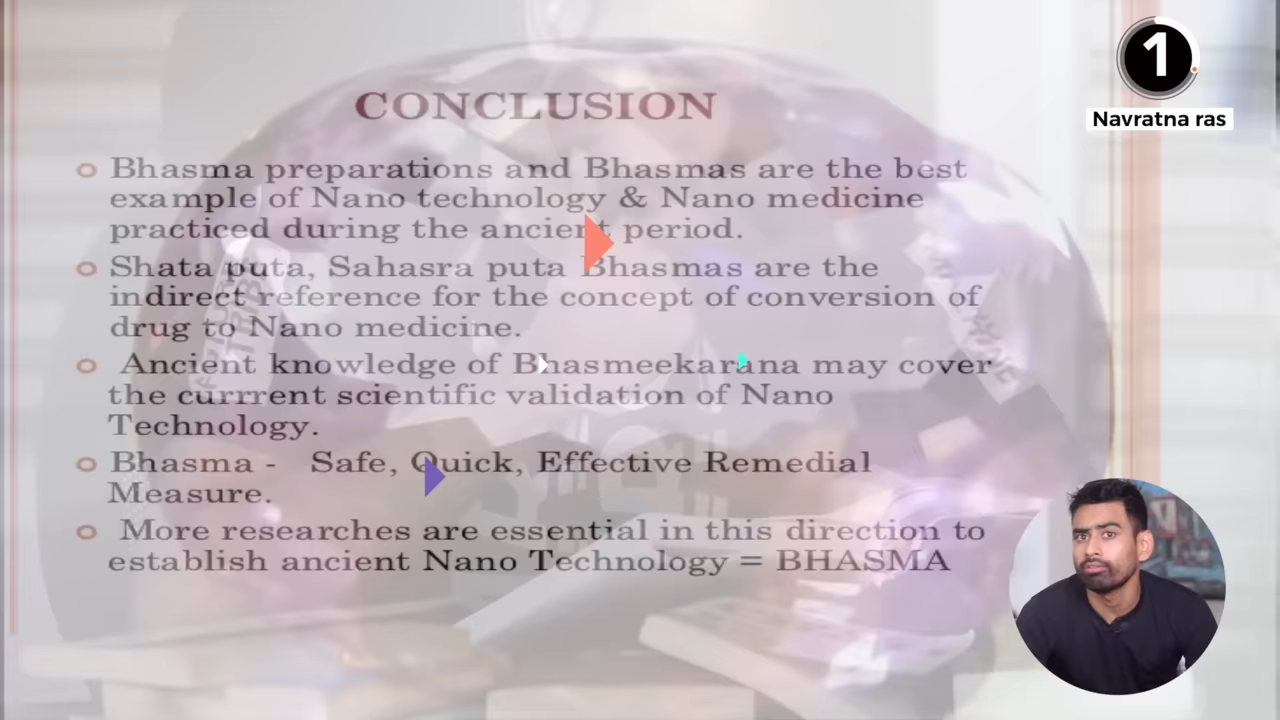 1
Navratna ras
CONCLUSION
Bhasma preparations and Bhasmas are the best
example of Nano technology & Nano medicine
practiced during the ancient period.
Shata puta, Sahasra puta Bhasmas are the
indirect reference for the concept of conversion of
drug to Nano medicine.
Ancient knowledge of Bhasmeekarana may cover
the currrent scientific validation of Nano
Technology.
Bhasma - Safe, Quick, Effective Remedial
Measure.
More researches are essential in this direction to
establish ancient Nano Technology = BHASMA